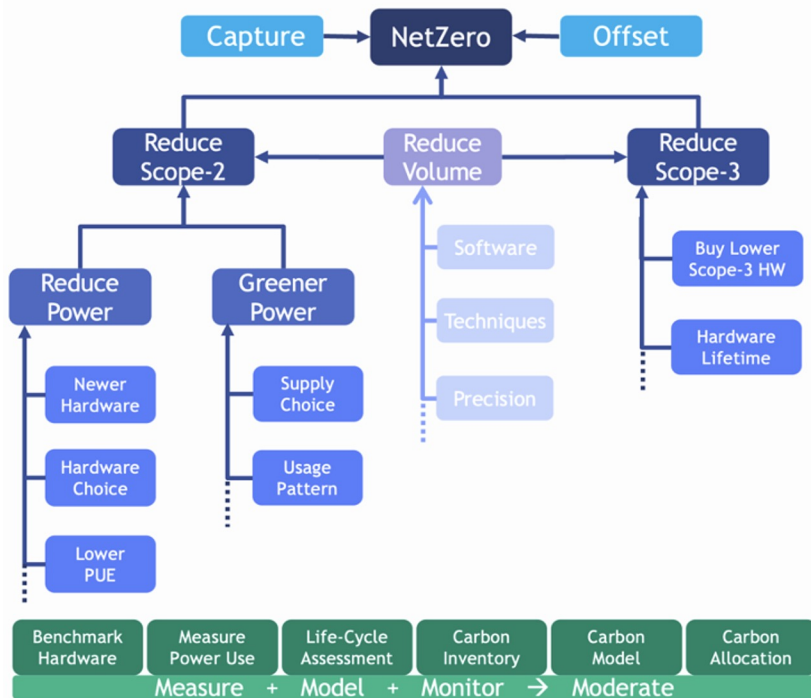 Capture
NetZero
Offset
Reduce
Scope-2
Reduce
Volume
Reduce
Scope-3
Software
Buy Lower
Scope-3 HW
Reduce
Power
Greener
Power
Techniques
Hardware
Lifetime
Newer
Hardware
Supply
Choice
Precision
Hardware
Choice
Usage
Pattern
Lower
PUE
Benchmark
Hardware
Measure
Power Use
Life-Cycle
Assessment
Carbon
Inventory
Carbon
Model
Carbon
Allocation
Measure + Model + Monitor → Moderate